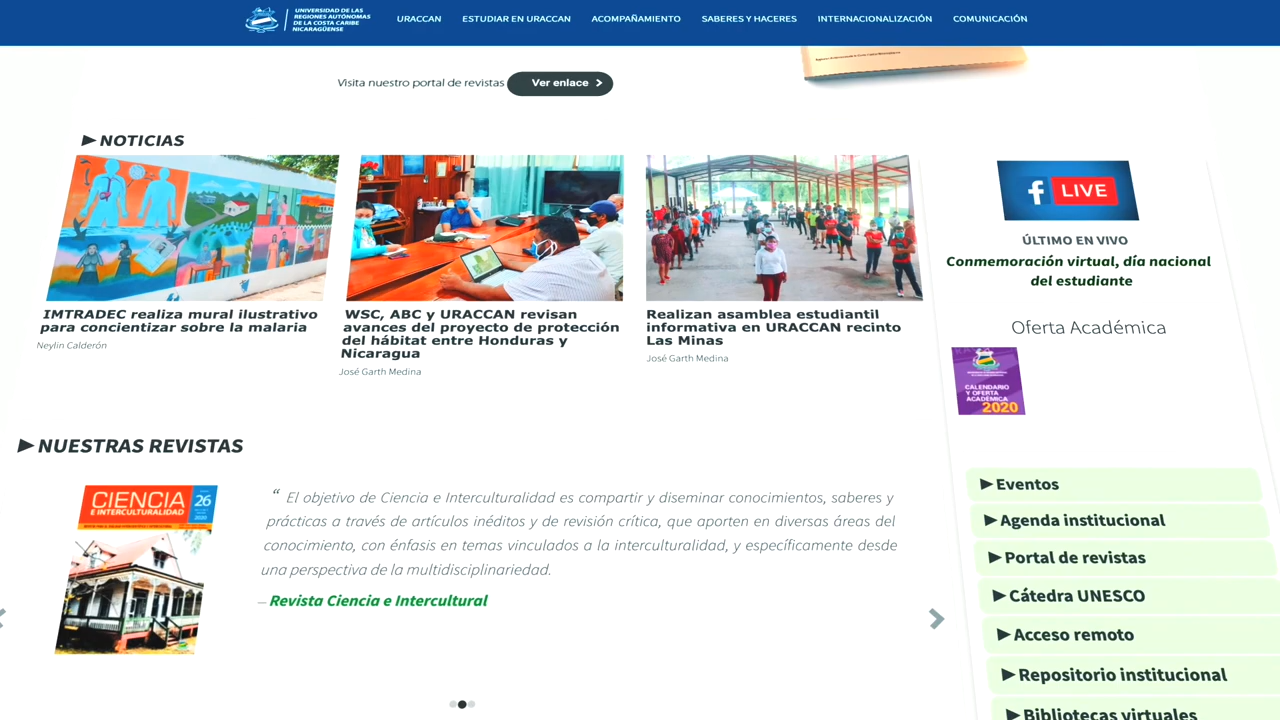 UNIVERSIDAD DE LAS
REGIONES AUTÓNOMAS
DE LA COSTA CARIBE
NICARAGÜENSE
URACCAN
ESTUDIAR EN URACCAN
ACOMPAÑAMIENTO
SABERES Y HACERES
INTERNACIONALIZACIÓN
COMUNICACIÓN
Visita nuestro portal de revistas
Ver enlace
NOTICIAS
IMTRADEC realiza mural ilustrativo
para concientizar sobre la malaria
Neylin Calderón
WSC, ABC y URACCAN revisan
avances del proyecto de protección
del hábitat entre Honduras y
Nicaragua
José Garth Medina
Realizan asamblea estudiantil
informativa en URACCAN recinto
Las Minas
José Garth Medina
f LIVE
ÚLTIMO EN VIVO
Conmemoración virtual, día nacional
del estudiante
Oferta Académica
CALENDARIO
Y OFERTA
ACADÉMICA
2020
NUESTRAS REVISTAS
CIENCIA
E INTERCULTURALIDAD
26
2020
“ El objetivo de Ciencia e Interculturalidad es compartir y diseminar conocimientos, saberes y
prácticas a través de artículos inéditos y de revisión crítica, que aporten en diversas áreas del
conocimiento, con énfasis en temas vinculados a la interculturalidad, y específicamente desde
una perspectiva de la multidisciplinariedad.
— Revista Ciencia e Intercultural
Eventos
Agenda institucional
Portal de revistas
Cátedra UNESCO
Acceso remoto
Repositorio institucional
Bibliotecas virtuales